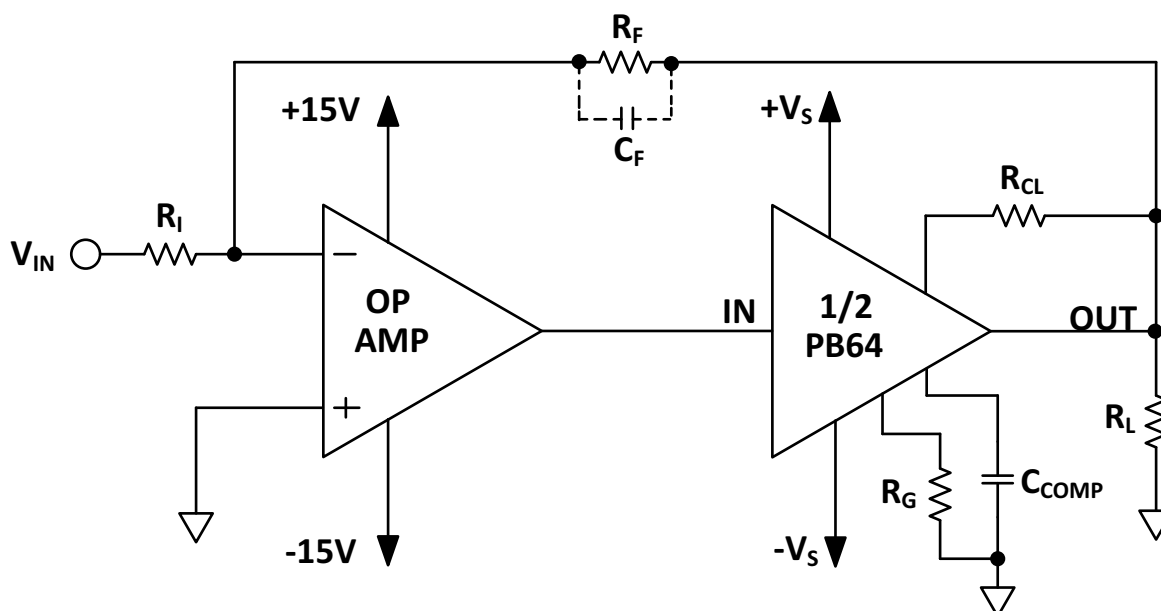 R_F
+15V
C_F
+V_S
R_CL
R_I
V_IN
−
OP
AMP
IN
1/2
PB64
OUT
+
R_L
R_G
C_COMP
-15V
-V_S